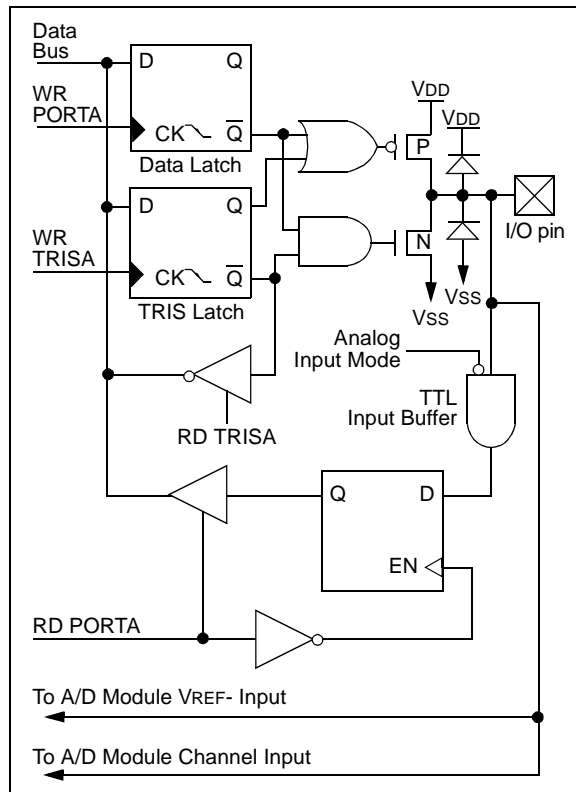 Data
Bus
D Q
WR
PORTA
CK Q
Data Latch
VDD
VDD
P
D Q
WR
TRISA
CK Q
TRIS Latch
N
I/O pin
VSS
VSS
Analog
Input Mode
TTL
Input Buffer
RD TRISA
Q D
EN
RD PORTA
To A/D Module VREF- Input
To A/D Module Channel Input